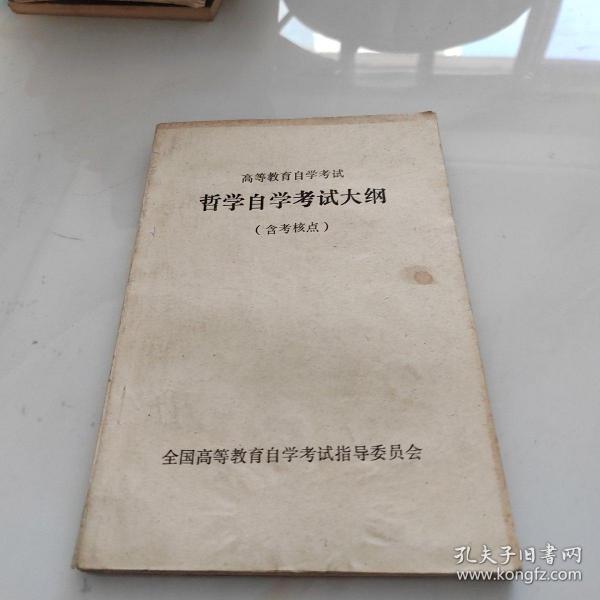 高等教育自学考试
哲学自学考试大纲
（含考核点）
全国高等教育自学考试指导委员会
孔夫子旧书网
www.kongfz.com